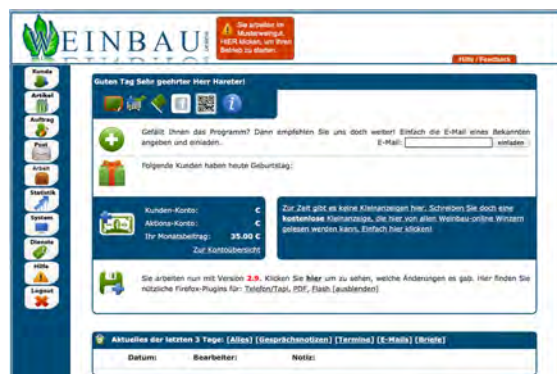 WEINBAU
Sie arbeiten im
Musterweingut,
HIER klicken, um Ihren
Betrieb zu starten.
Hilfe / Feedback
Kunde
Artikel
Auftrag
Post
Arbeit
Statistik
System
Dienste
Hilfe
Logout
Guten Tag Sehr geehrter Herr Hareter!
Gefällt Ihnen das Programm? Dann empfehlen Sie uns doch weiter! Einfach die E-Mail eines Bekannten
angeben und einladen.
E-Mail:
einladen
Folgende Kunden haben heute Geburtstag:
Kunden-Konto: €
Aktions-Konto: €
Ihr Monatsbeitrag: 35.00 €
Zur Kontoübersicht
Zur Zeit gibt es keine Kleinanzeigen hier. Schreiben Sie doch eine
kostenlose Kleinanzeige, die hier von allen Weinbau-online Winzern
gelesen werden kann. Einfach hier klicken!
Sie arbeiten nun mit Version 2.9. Klicken Sie hier um zu sehen, welche Änderungen es gab. Hier finden Sie
nützliche Firefox-Plugins für: Telefon/Tapi, PDF, Flash [ausblenden]
Aktuelles der letzten 3 Tage: [Alles] [Gesprächsnotizen] [Termine] [E-Mails] [Briefe]
Datum: Bearbeiter: Notiz: